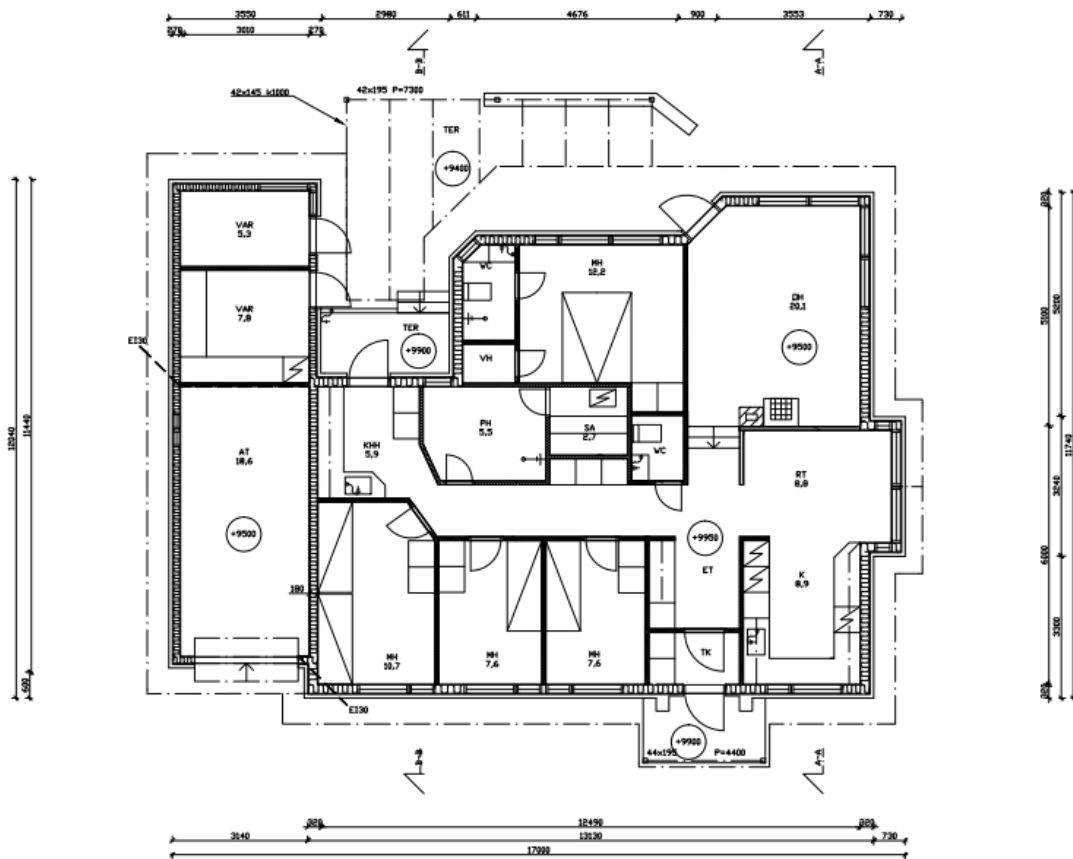 3550 2980 611 4676 900 3553 730
270 3010 270
B-B
A-A
42x145 k1000
42x195 P=7300
TER
+9400
VAR
5,3
WC
MH
12,2
OH
20,1
VAR
7,8
TER
+9900
+9500
EI30
VH
PH
5,5
SA
2,7
KHH
5,9
WC
AT
18,6
RT
8,8
+9500
+9950
ET
K
8,9
180
MH
10,7
MH
7,6
MH
7,6
TK
EI30
+9900
44x195 P=4400
B-B
A-A
12040
11440
600
320
5100
5200
3240
6000
3300
320
11740
320 12490 320
3140 13130 730
17000